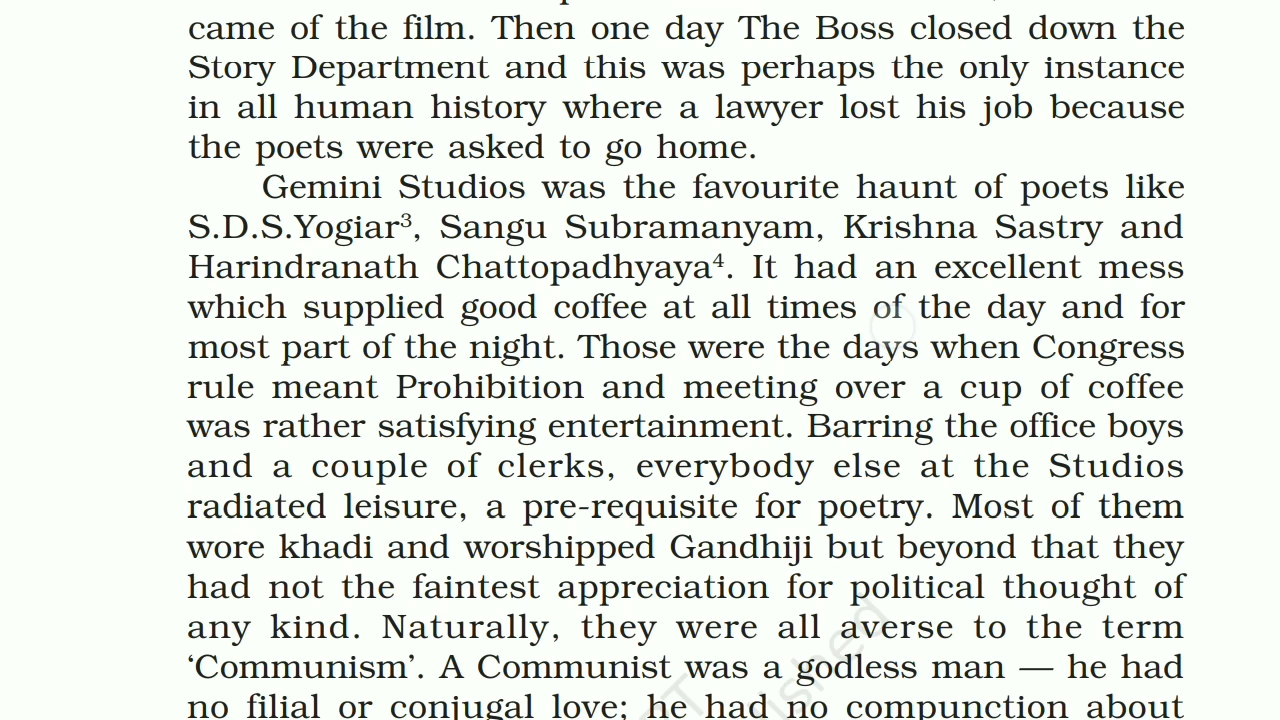 came of the film. Then one day The Boss closed down the
Story Department and this was perhaps the only instance
in all human history where a lawyer lost his job because
the poets were asked to go home.
Gemini Studios was the favourite haunt of poets like
S.D.S.Yogiar³, Sangu Subramanyam, Krishna Sastry and
Harindranath Chattopadhyaya⁴. It had an excellent mess
which supplied good coffee at all times of the day and for
most part of the night. Those were the days when Congress
rule meant Prohibition and meeting over a cup of coffee
was rather satisfying entertainment. Barring the office boys
and a couple of clerks, everybody else at the Studios
radiated leisure, a pre-requisite for poetry. Most of them
wore khadi and worshipped Gandhiji but beyond that they
had not the faintest appreciation for political thought of
any kind. Naturally, they were all averse to the term
‘Communism’. A Communist was a godless man — he had
no filial or conjugal love; he had no compunction about